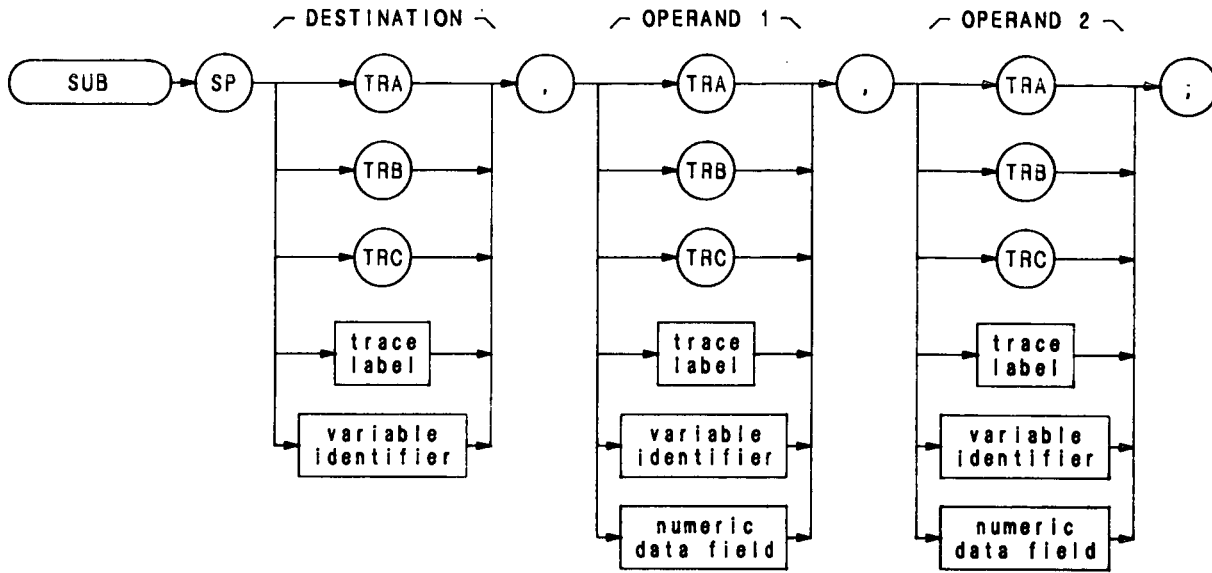 DESTINATION OPERAND 1 OPERAND 2
SUB SP TRA , TRA , TRA ;
TRB TRB TRB
TRC TRC TRC
trace trace trace
label label label
variable variable variable
identifier identifier identifier
numeric numeric
data field data field